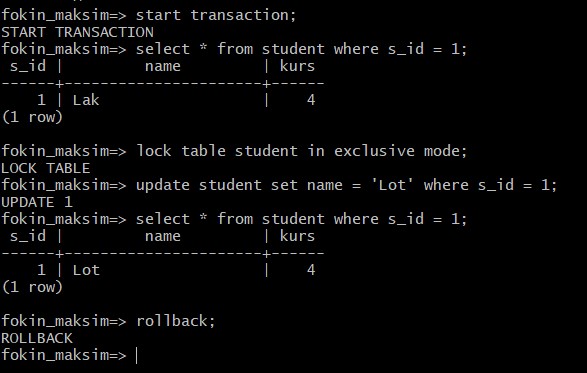 fokin_maksim=> start transaction;
START TRANSACTION
fokin_maksim=> select * from student where s_id = 1;
 s_id |         name         | kurs
------+----------------------+------
    1 | Lak                  |    4
(1 row)

fokin_maksim=> lock table student in exclusive mode;
LOCK TABLE
fokin_maksim=> update student set name = 'Lot' where s_id = 1;
UPDATE 1
fokin_maksim=> select * from student where s_id = 1;
 s_id |         name         | kurs
------+----------------------+------
    1 | Lot                  |    4
(1 row)

fokin_maksim=> rollback;
ROLLBACK
fokin_maksim=>